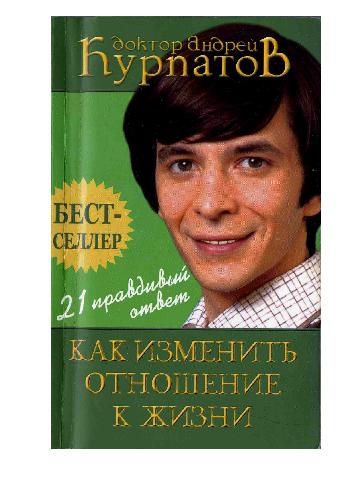 доктор Андрей
Курпатов
БЕСТ-
СЕЛЛЕР
21 правдивый
ответ
КАК ИЗМЕНИТЬ
ОТНОШЕНИЕ
К ЖИЗНИ